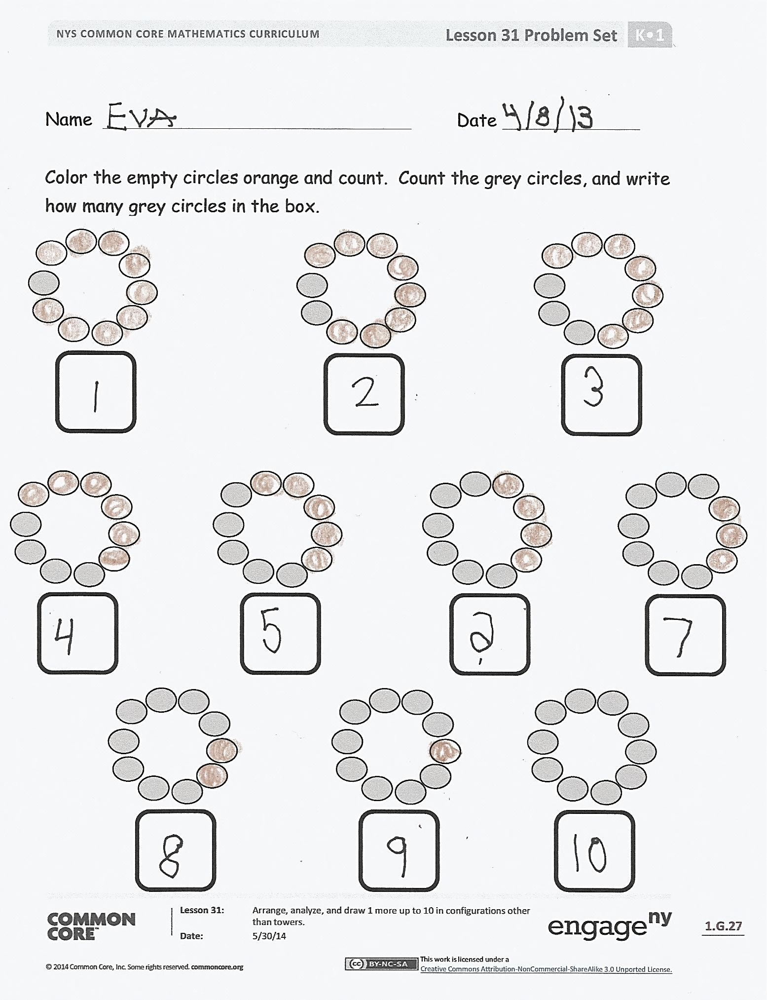 NYS COMMON CORE MATHEMATICS CURRICULUM
Lesson 31 Problem Set K•1
Name EVA Date 4/8/13
Color the empty circles orange and count. Count the grey circles, and write
how many grey circles in the box.
1 2 3
4 5 6 7
8 9 10
COMMON
CORE™
Lesson 31: Arrange, analyze, and draw 1 more up to 10 in configurations other
than towers.
Date: 5/30/14
engage ny
1.G.27
© 2014 Common Core, Inc. Some rights reserved. commoncore.org
(cc) BY-NC-SA
This work is licensed under a
Creative Commons Attribution-NonCommercial-ShareAlike 3.0 Unported License.